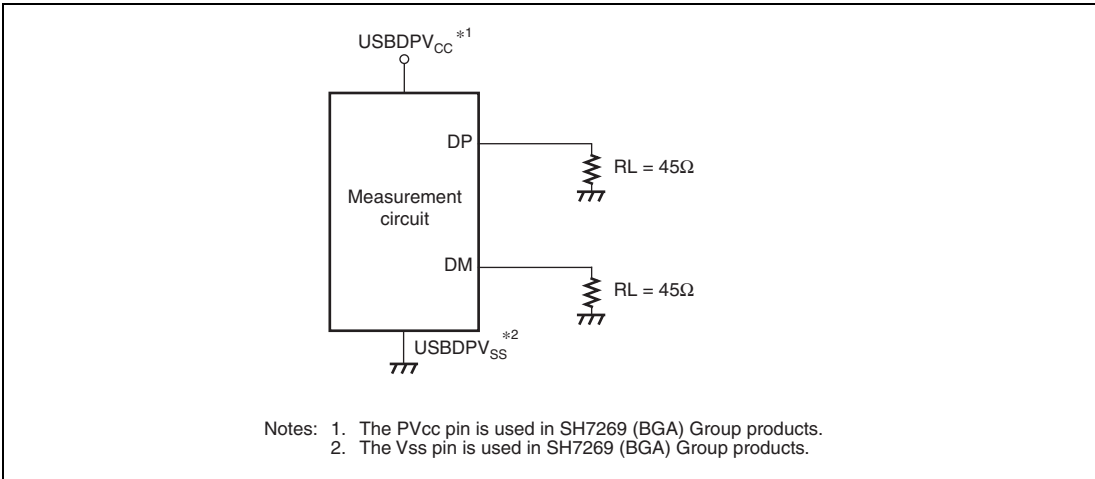 USBDPVCC *1
DP
RL = 45Ω
Measurement
circuit
DM
RL = 45Ω
USBDPVSS *2
Notes: 1. The PVcc pin is used in SH7269 (BGA) Group products.
2. The Vss pin is used in SH7269 (BGA) Group products.